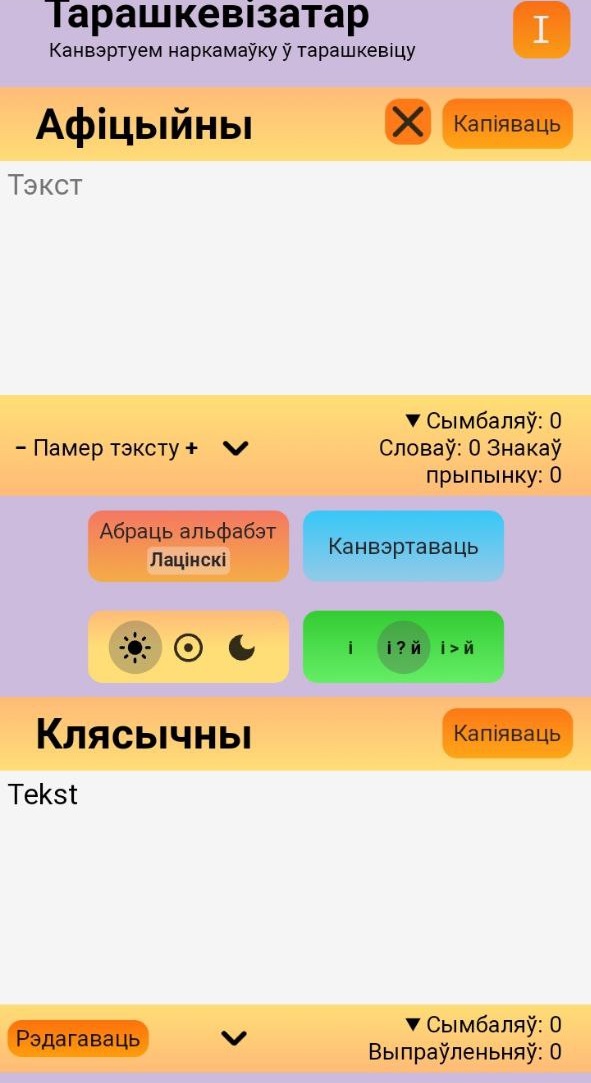 Тарашкевізатар
Канвэртуем наркамаўку ў тарашкевіцу
I
Афіцыйны
Капіяваць
Тэкст
− Памер тэксту +
▼ Сымбаляў: 0
Словаў: 0 Знакаў
прыпынку: 0
Абраць альфабэт
Лацінскі
Канвэртаваць
і
і ? й
і > й
Клясычны
Капіяваць
Tekst
Рэдагаваць
▼ Сымбаляў: 0
Выпраўленьняў: 0